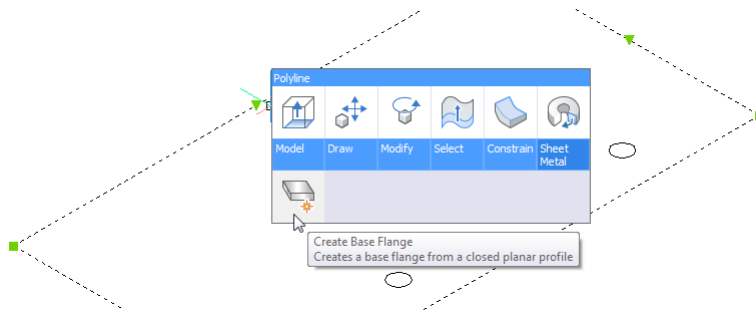 Polyline
Model Draw Modify Select Constrain Sheet
Metal
Create Base Flange
Creates a base flange from a closed planar profile